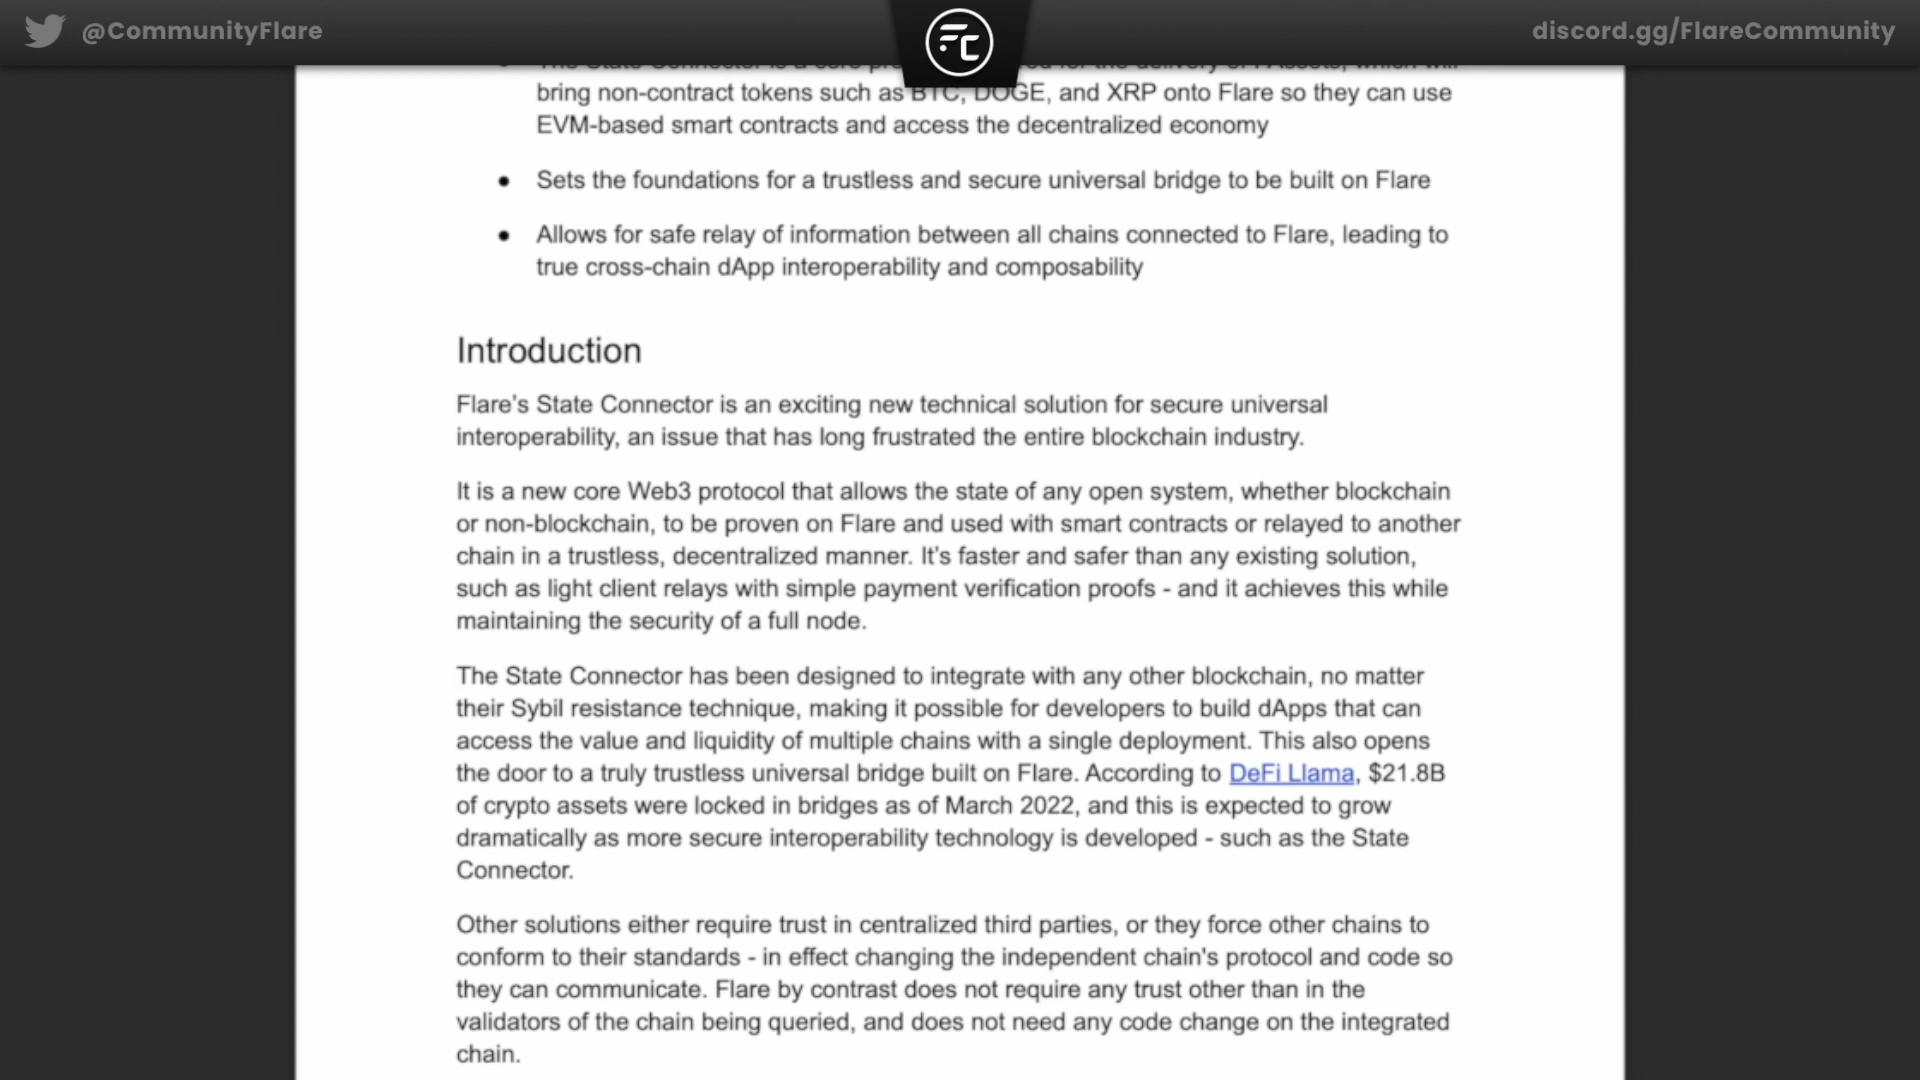 @CommunityFlare
FC
discord.gg/FlareCommunity
The State Connector is a core
bring non-contract tokens such as BTC, DOGE, and XRP onto Flare so they can use
EVM-based smart contracts and access the decentralized economy
● Sets the foundations for a trustless and secure universal bridge to be built on Flare
● Allows for safe relay of information between all chains connected to Flare, leading to
true cross-chain dApp interoperability and composability
Introduction
Flare's State Connector is an exciting new technical solution for secure universal
interoperability, an issue that has long frustrated the entire blockchain industry.
It is a new core Web3 protocol that allows the state of any open system, whether blockchain
or non-blockchain, to be proven on Flare and used with smart contracts or relayed to another
chain in a trustless, decentralized manner. It's faster and safer than any existing solution,
such as light client relays with simple payment verification proofs - and it achieves this while
maintaining the security of a full node.
The State Connector has been designed to integrate with any other blockchain, no matter
their Sybil resistance technique, making it possible for developers to build dApps that can
access the value and liquidity of multiple chains with a single deployment. This also opens
the door to a truly trustless universal bridge built on Flare. According to DeFi Llama, $21.8B
of crypto assets were locked in bridges as of March 2022, and this is expected to grow
dramatically as more secure interoperability technology is developed - such as the State
Connector.
Other solutions either require trust in centralized third parties, or they force other chains to
conform to their standards - in effect changing the independent chain's protocol and code so
they can communicate. Flare by contrast does not require any trust other than in the
validators of the chain being queried, and does not need any code change on the integrated
chain.